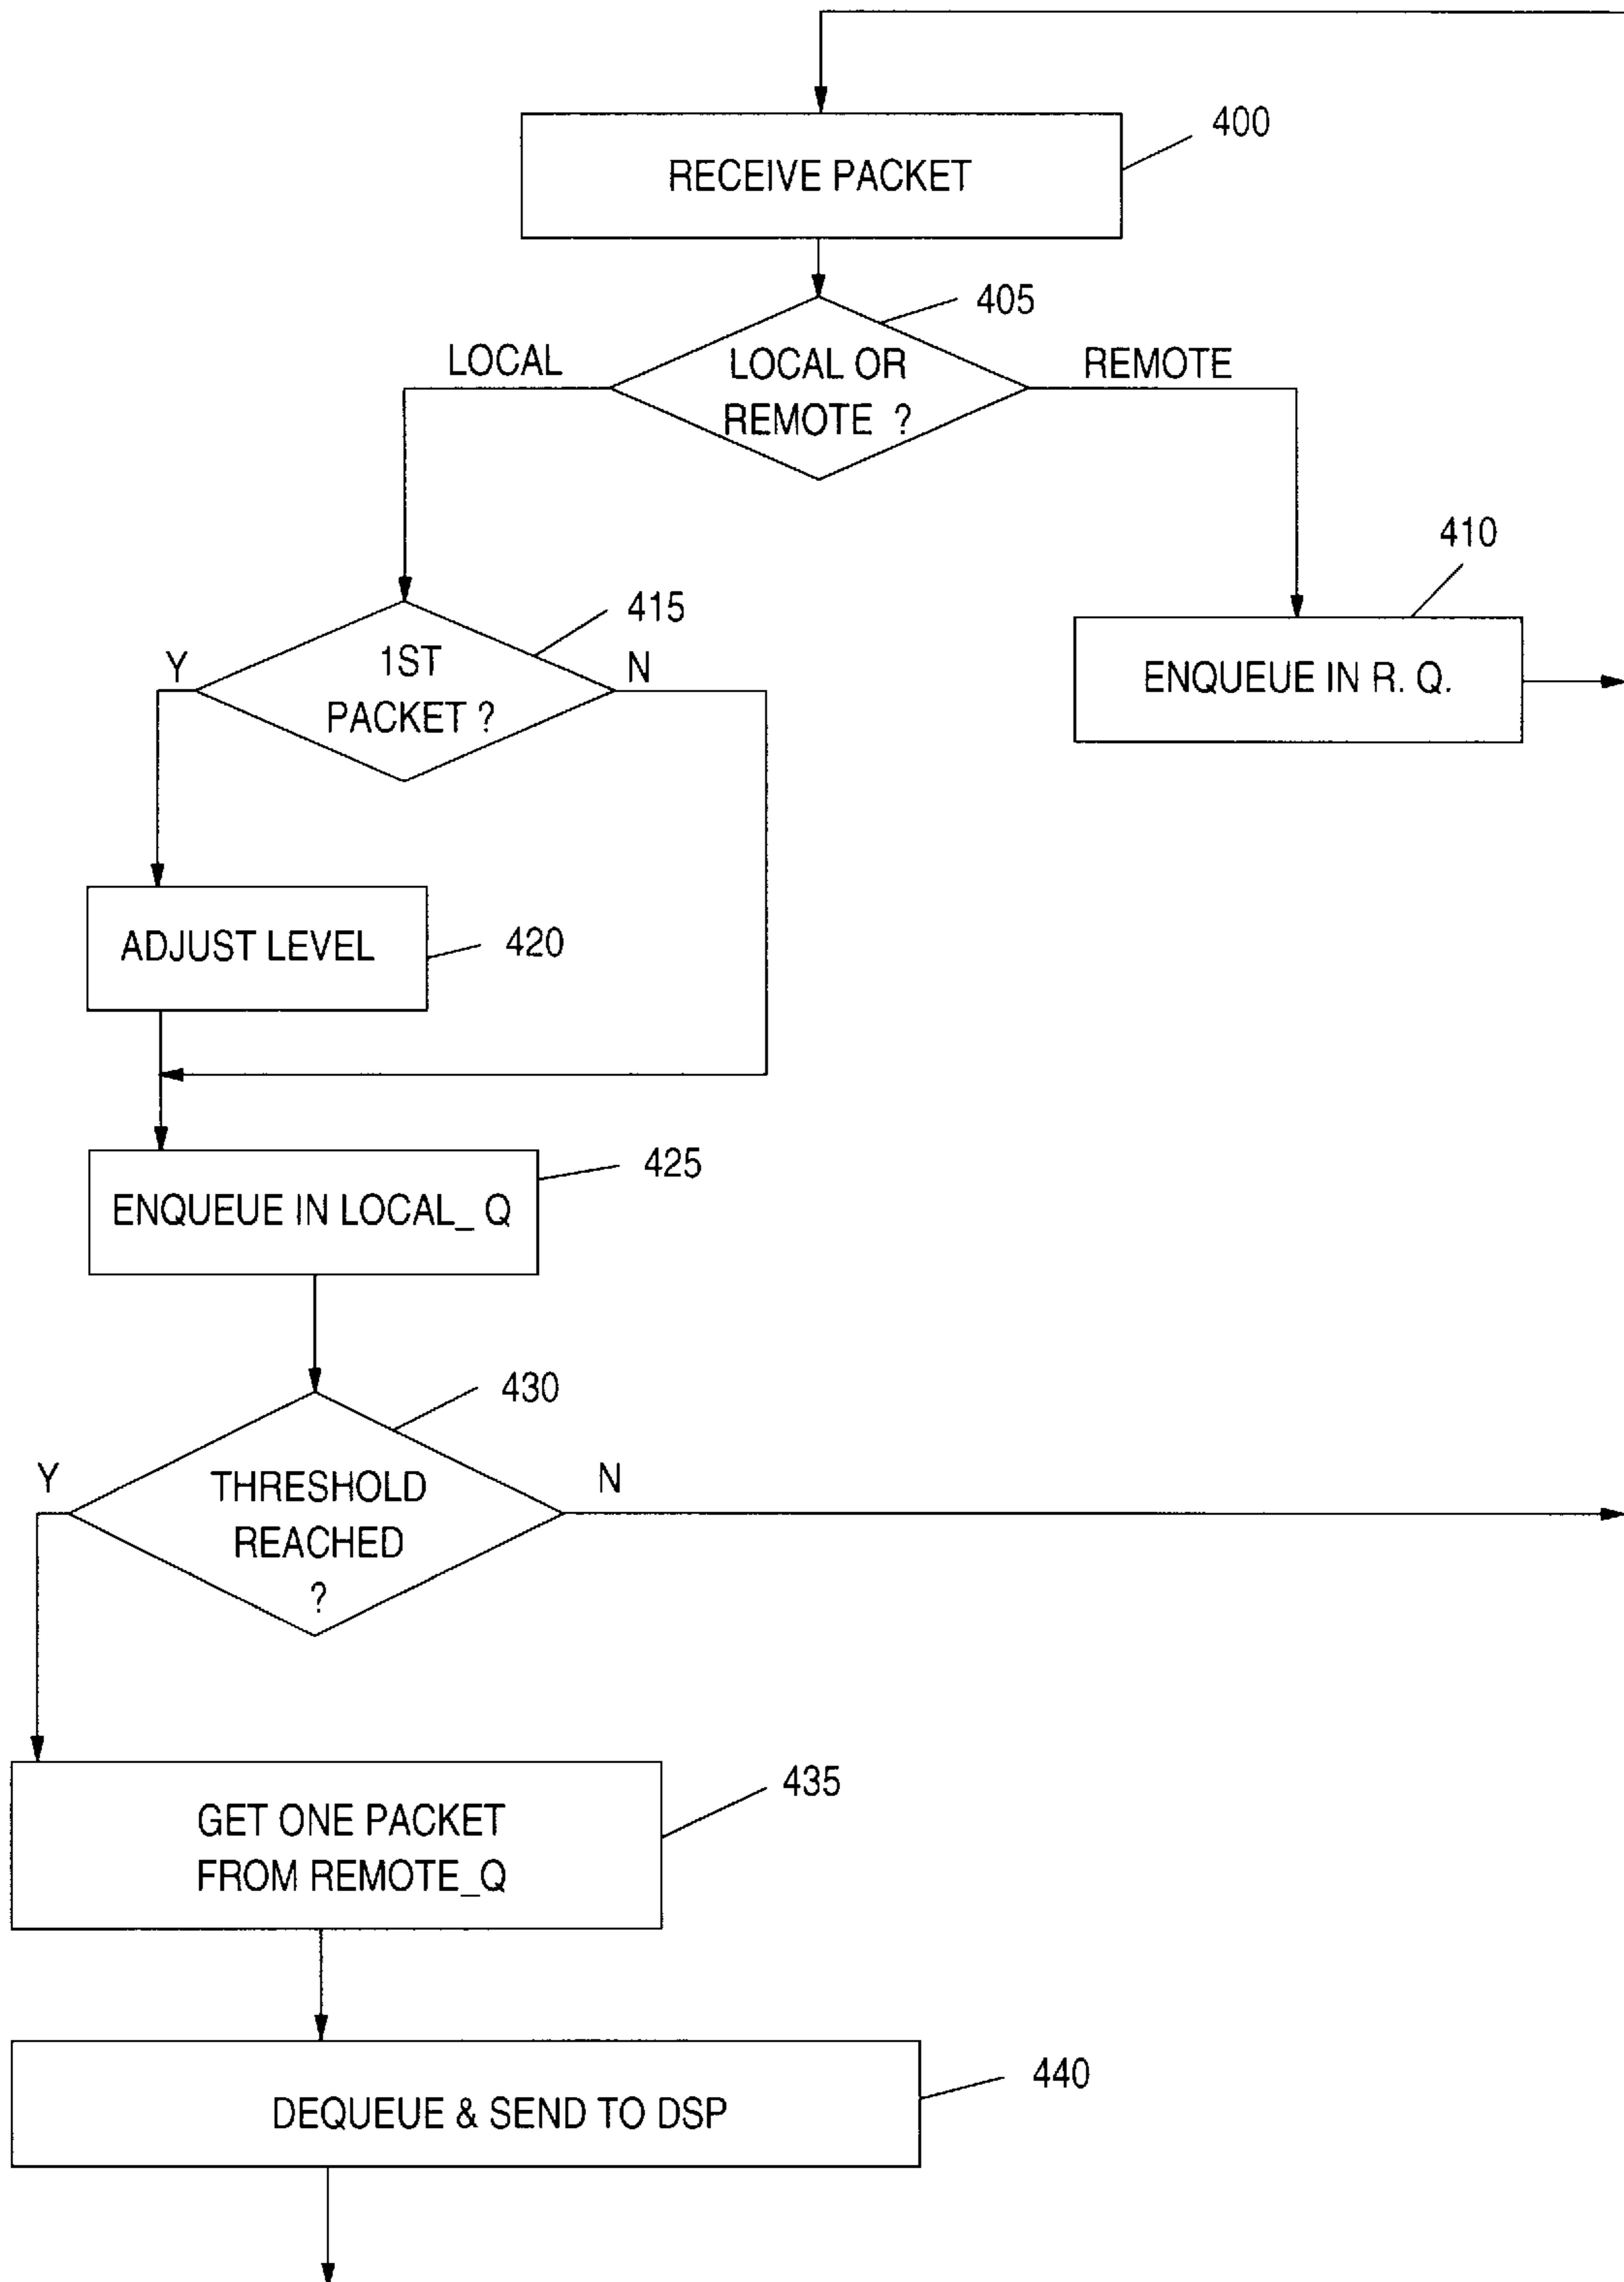 400
RECEIVE PACKET
405
LOCAL
LOCAL OR
REMOTE ?
REMOTE
410
ENQUEUE IN R. Q.
415
Y
1ST
PACKET ?
N
ADJUST LEVEL
420
425
ENQUEUE IN LOCAL_ Q
430
Y
THRESHOLD
REACHED
?
N
435
GET ONE PACKET
FROM REMOTE_Q
440
DEQUEUE & SEND TO DSP